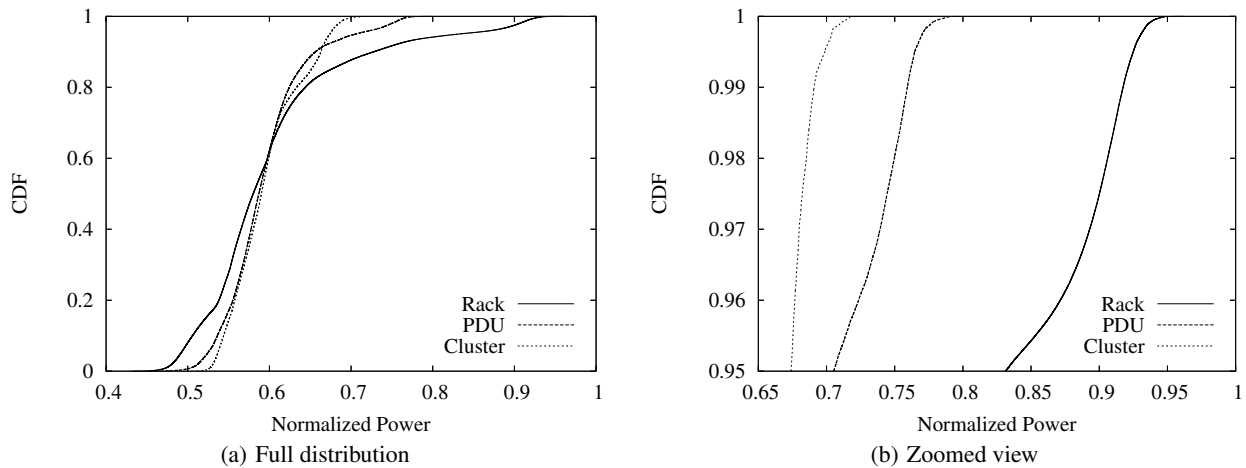 1
0.8
0.6
0.4
0.2
0
CDF
0.4 0.5 0.6 0.7 0.8 0.9 1
Normalized Power
Rack
PDU
Cluster
(a) Full distribution
1
0.99
0.98
0.97
0.96
0.95
CDF
0.65 0.7 0.75 0.8 0.85 0.9 0.95 1
Normalized Power
Rack
PDU
Cluster
(b) Zoomed view